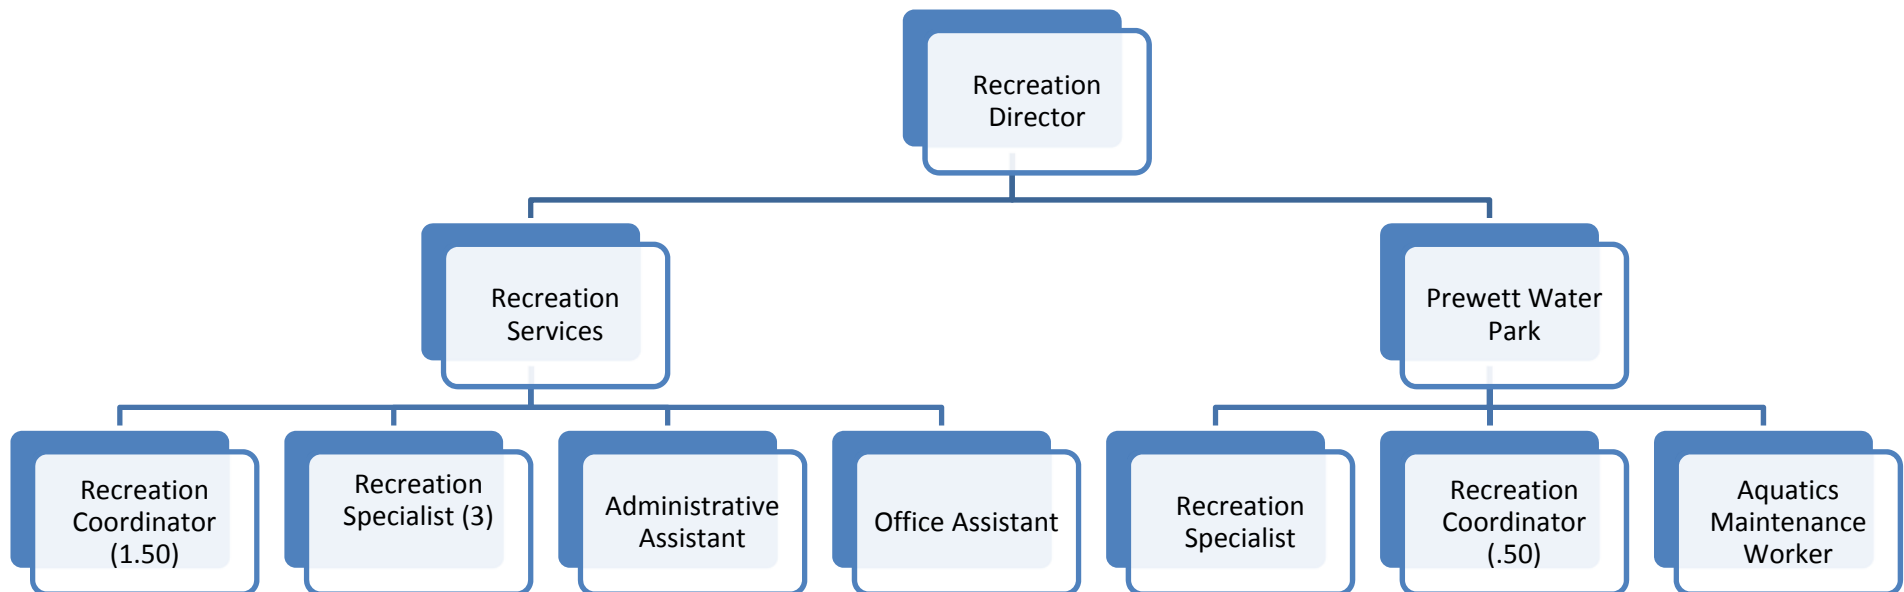 Recreation
Director
Recreation
Services
Prewett Water
Park
Recreation
Coordinator
(1.50)
Recreation
Specialist (3)
Administrative
Assistant
Office Assistant
Recreation
Specialist
Recreation
Coordinator
(.50)
Aquatics
Maintenance
Worker